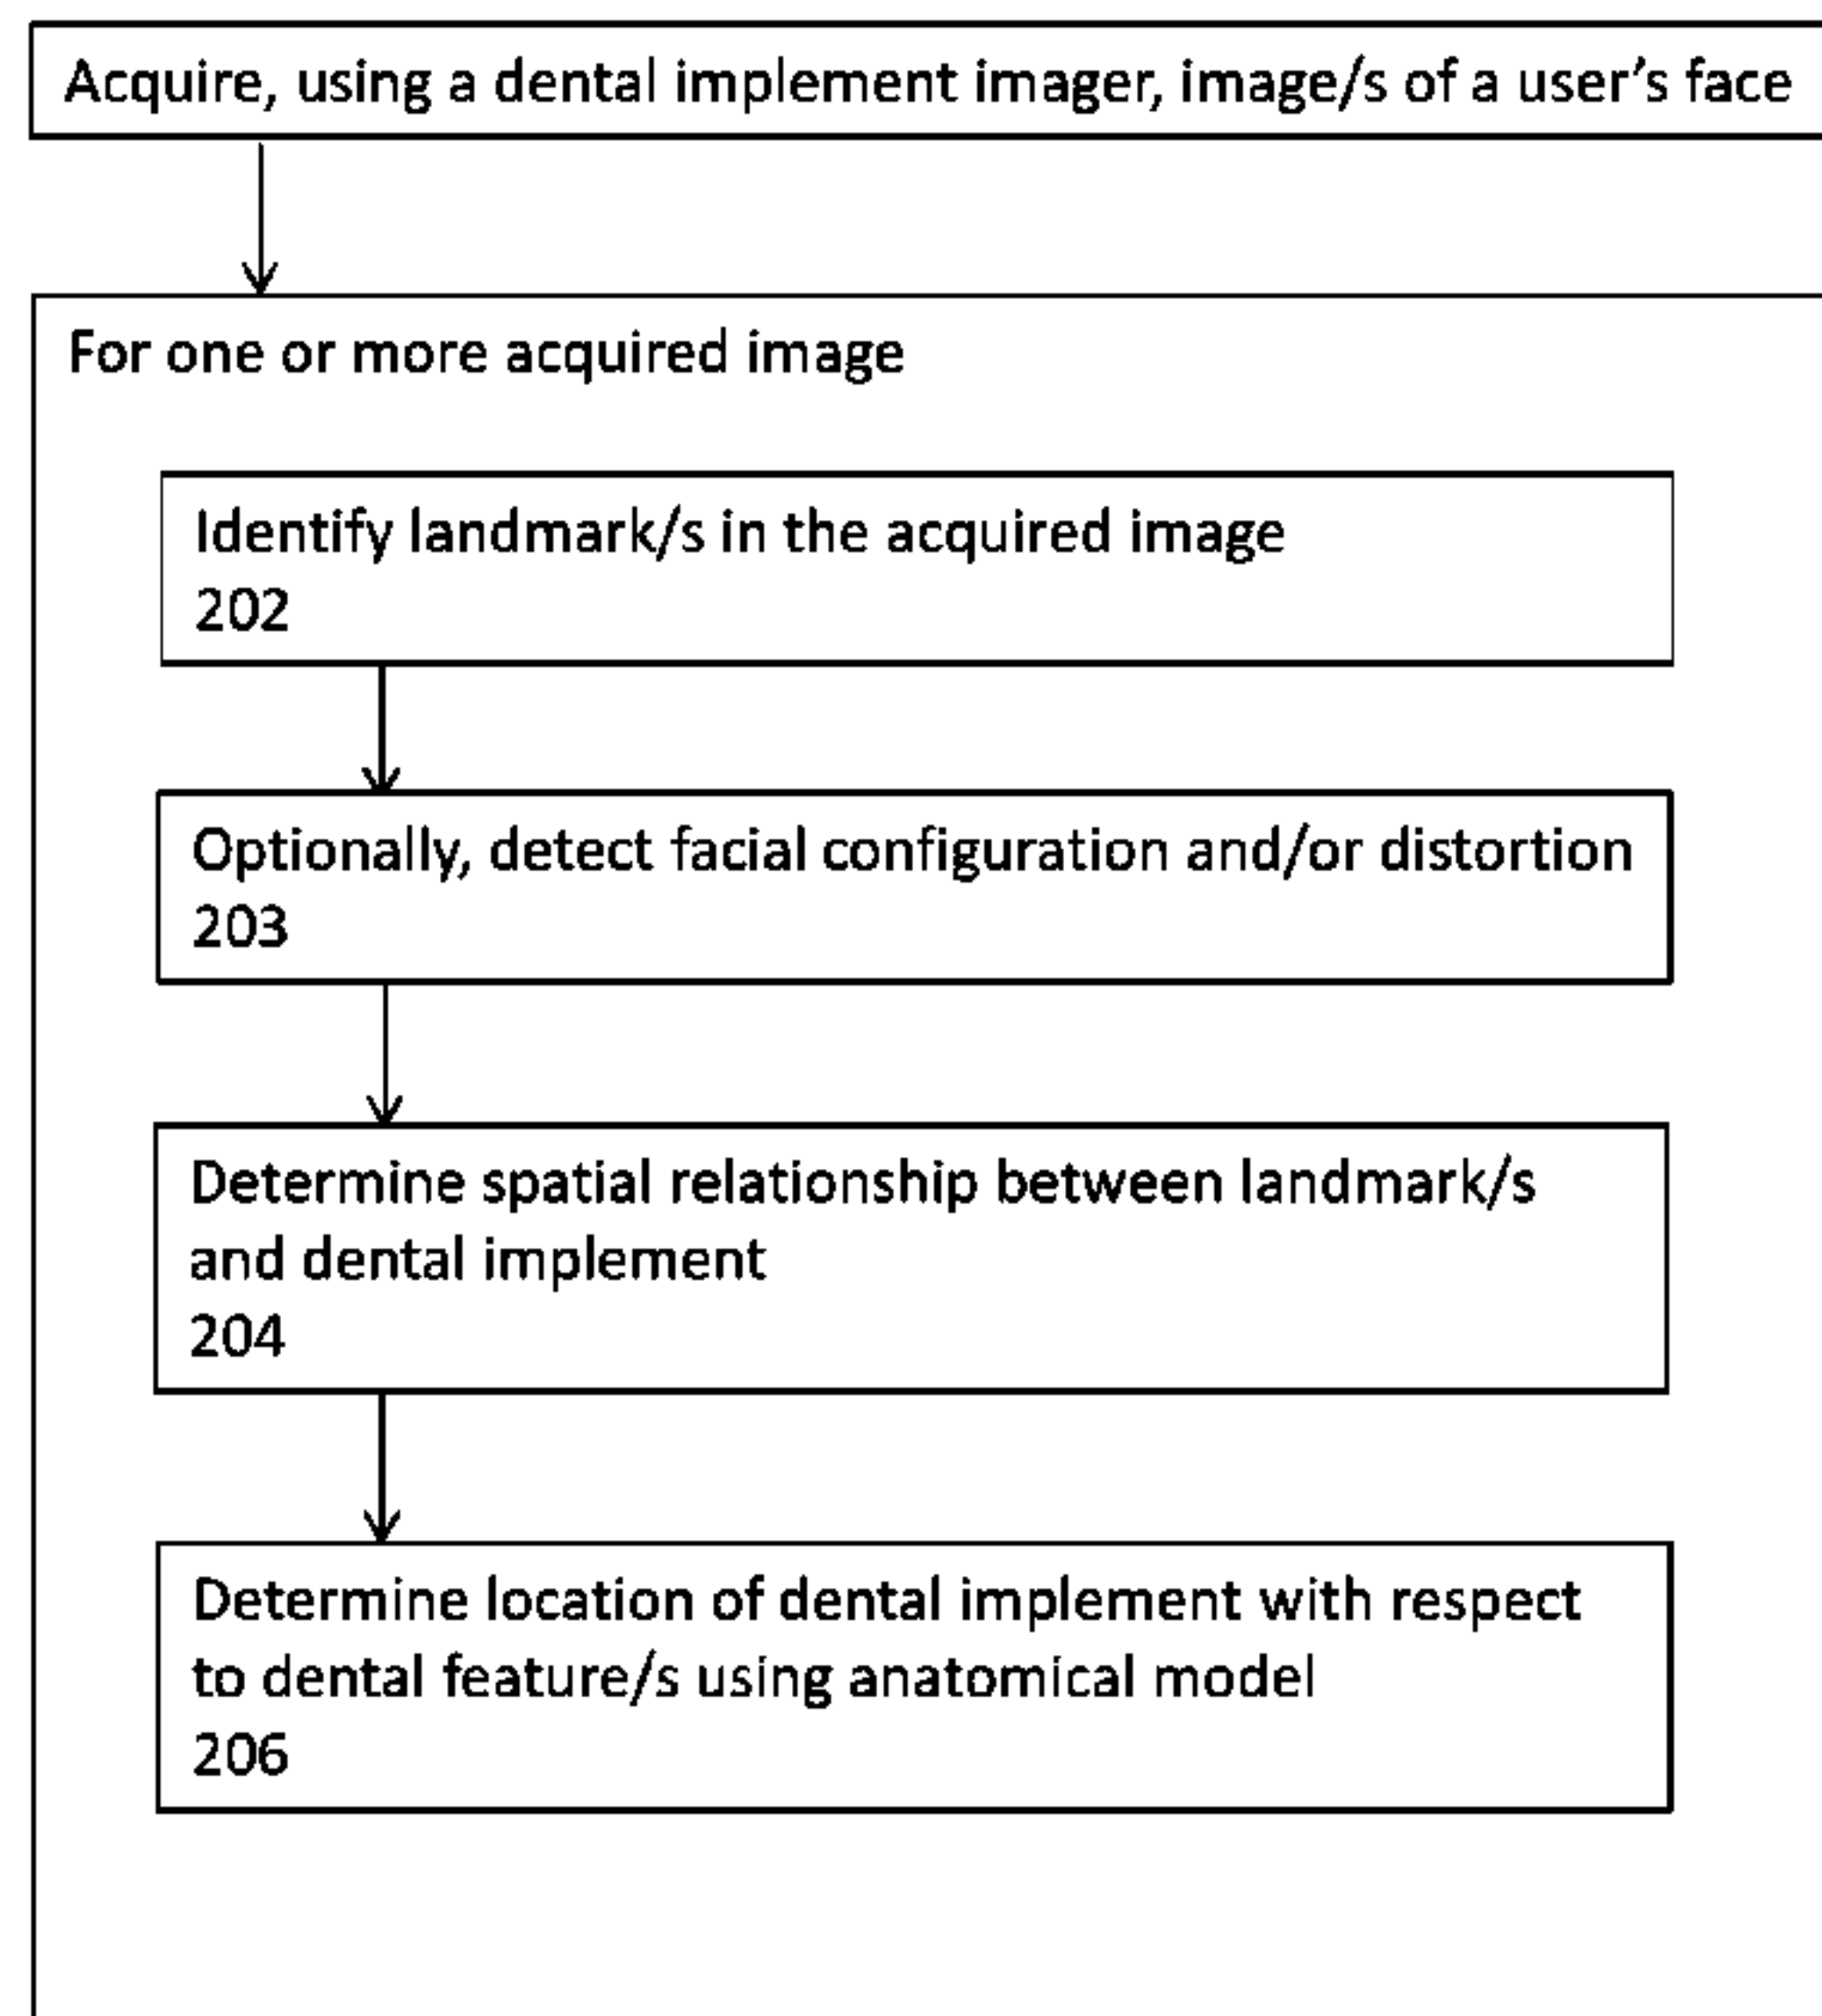 Acquire, using a dental implement imager, image/s of a user's face
For one or more acquired image
Identify landmark/s in the acquired image
202
Optionally, detect facial configuration and/or distortion
203
Determine spatial relationship between landmark/s
and dental implement
204
Determine location of dental implement with respect
to dental feature/s using anatomical model
206